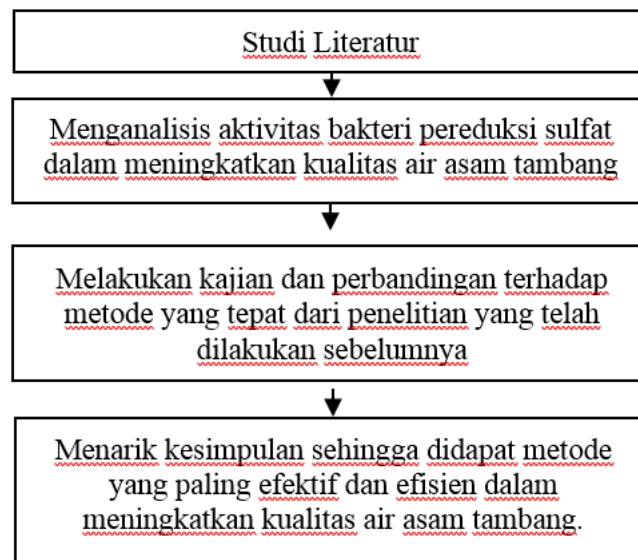 Studi Literatur
Menganalisis aktivitas bakteri pereduksi sulfat
dalam meningkatkan kualitas air asam tambang
Melakukan kajian dan perbandingan terhadap
metode yang tepat dari penelitian yang telah
dilakukan sebelumnya
Menarik kesimpulan sehingga didapat metode
yang paling efektif dan efisien dalam
meningkatkan kualitas air asam tambang.